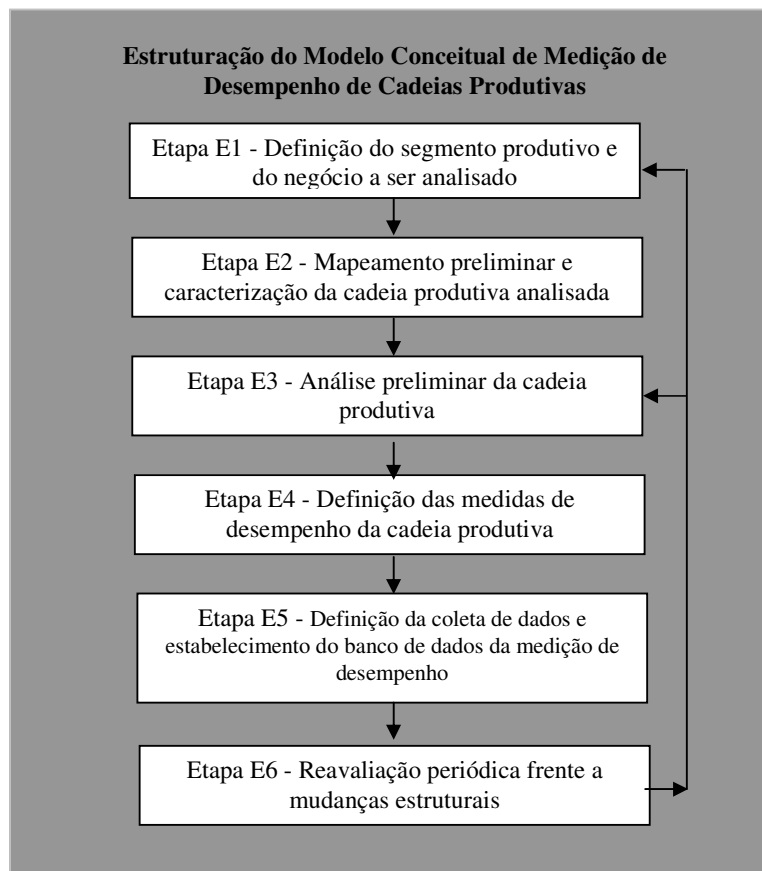 Estruturação do Modelo Conceitual de Medição de
Desempenho de Cadeias Produtivas
Etapa E1 - Definição do segmento produtivo e
do negócio a ser analisado
Etapa E2 - Mapeamento preliminar e
caracterização da cadeia produtiva analisada
Etapa E3 - Análise preliminar da cadeia
produtiva
Etapa E4 - Definição das medidas de
desempenho da cadeia produtiva
Etapa E5 - Definição da coleta de dados e
estabelecimento do banco de dados da medição de
desempenho
Etapa E6 - Reavaliação periódica frente a
mudanças estruturais